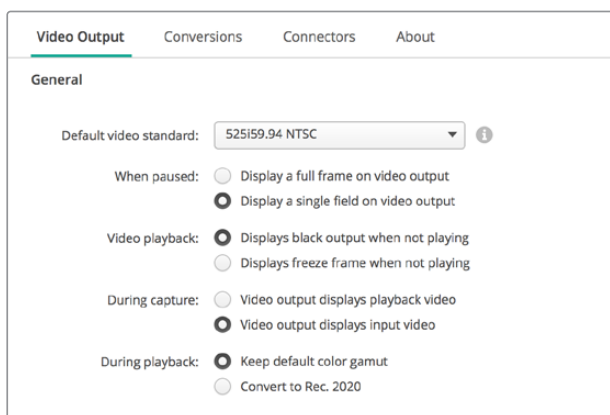 Video Output Conversions Connectors About
General
Default video standard: 525i59.94 NTSC
When paused: Display a full frame on video output
Display a single field on video output
Video playback: Displays black output when not playing
Displays freeze frame when not playing
During capture: Video output displays playback video
Video output displays input video
During playback: Keep default color gamut
Convert to Rec. 2020